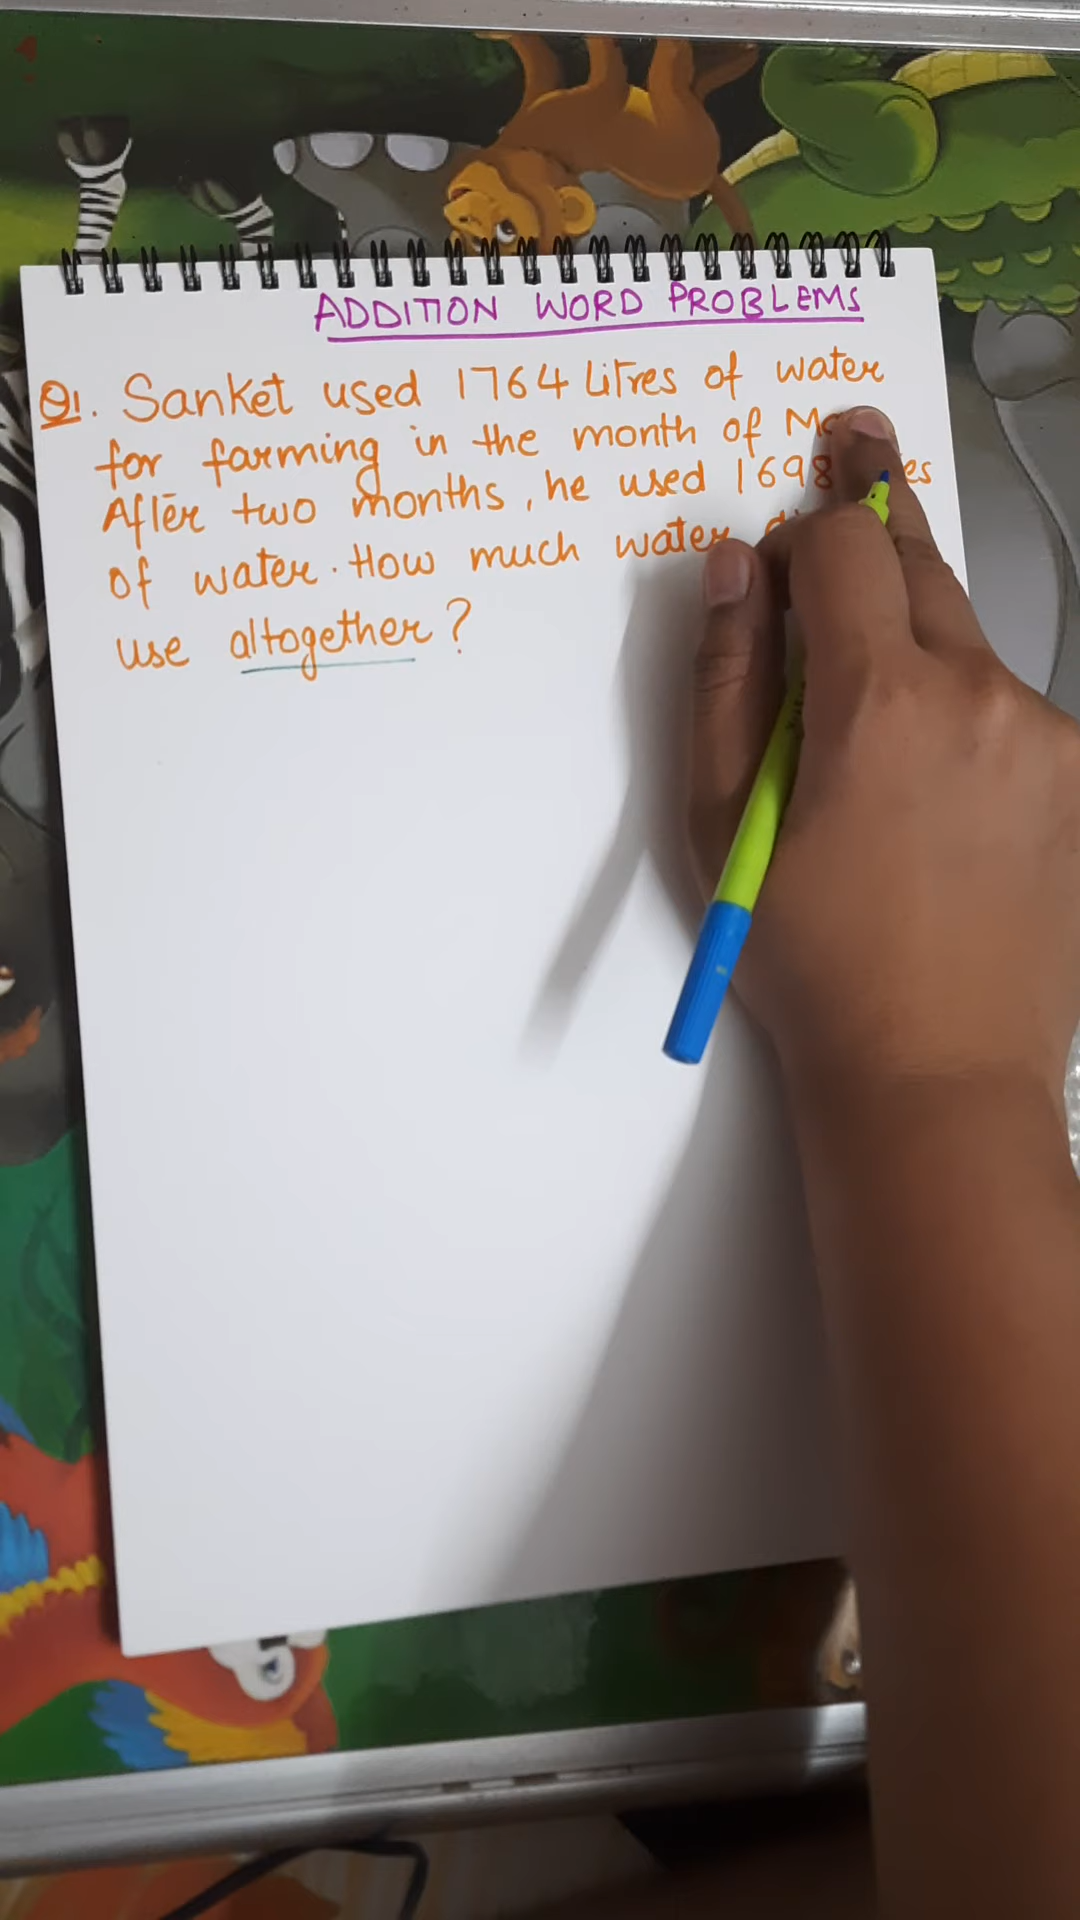 ADDITION WORD PROBLEMS
Q1. Sanket used 1764 Litres of water
for farming in the month of
After two months, he used 1698
of water. How much water
use altogether?